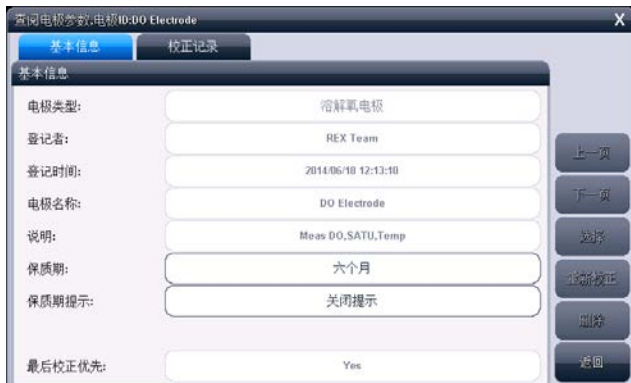 查阅电极参数,电极ID:DO Electrode
X
基本信息
校正记录
基本信息
电极类型:
溶解氧电极
登记者:
REX Team
登记时间:
2014/06/18 12:13:18
电极名称:
DO Electrode
说明:
Meas DO,SATU,Temp
保质期:
六个月
保质期提示:
关闭提示
最后校正优先:
Yes
上一页
下一页
选择
重新校正
删除
返回